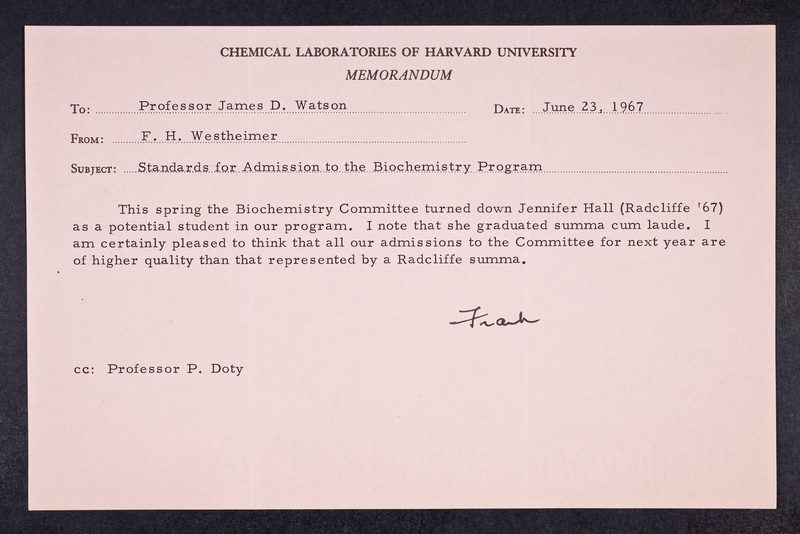 CHEMICAL LABORATORIES OF HARVARD UNIVERSITY
MEMORANDUM
To: Professor James D. Watson Date: June 23, 1967
From: F. H. Westheimer
Subject: Standards for Admission to the Biochemistry Program
This spring the Biochemistry Committee turned down Jennifer Hall (Radcliffe '67)
as a potential student in our program. I note that she graduated summa cum laude. I
am certainly pleased to think that all our admissions to the Committee for next year are
of higher quality than that represented by a Radcliffe summa.
Frank
cc: Professor P. Doty